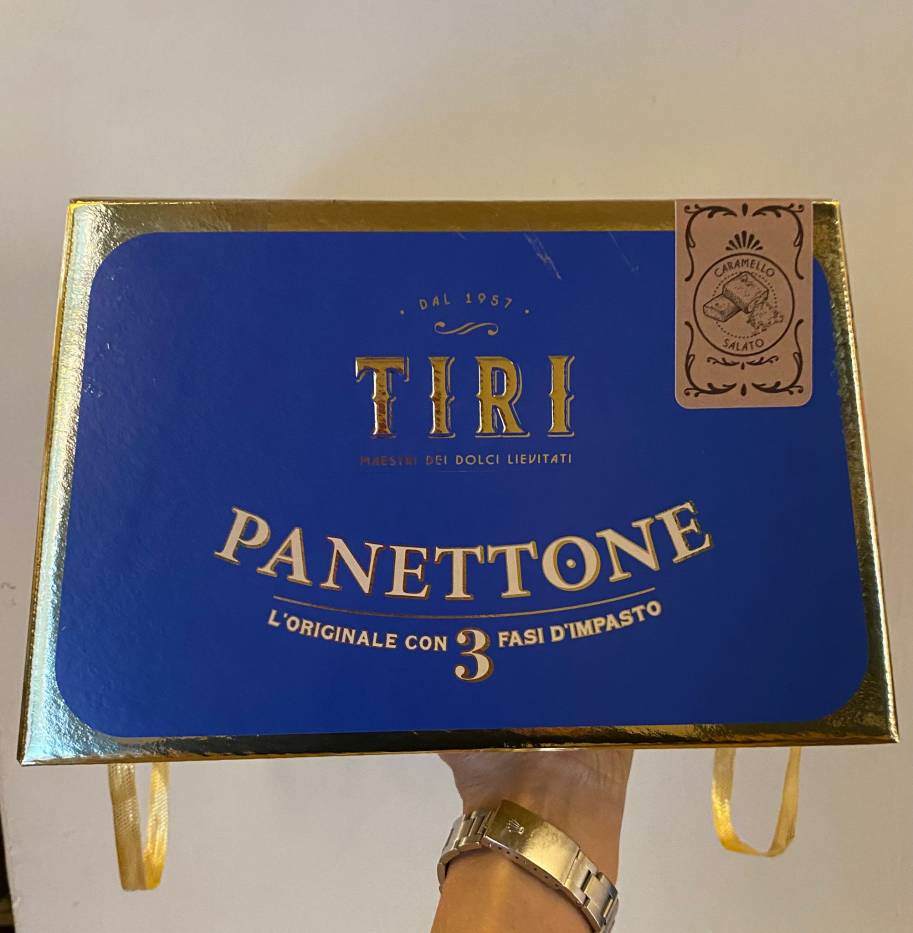 · DAL 1957 ·
TIRI
MAESTRI DEI DOLCI LIEVITATI
PANETTONE
L'ORIGINALE CON 3 FASI D'IMPASTO
CARAMELLO
SALATO